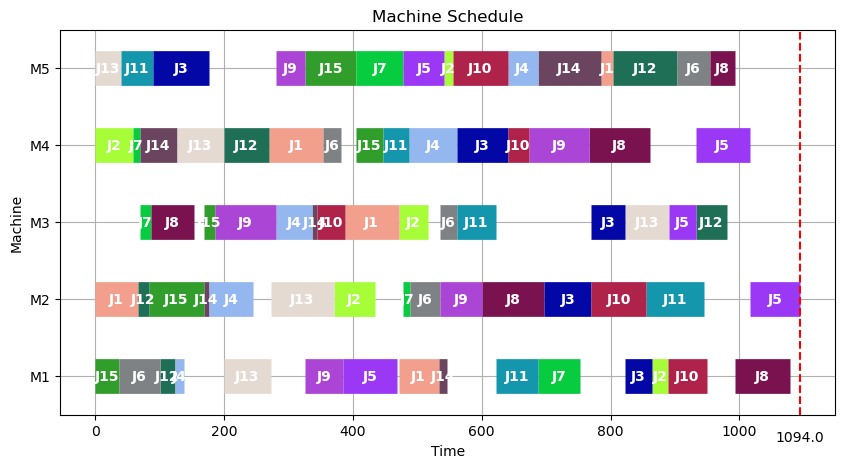 Machine Schedule
M5 J13 J11 J3 J9 J15 J7 J5 J2 J10 J4 J14 J1 J12 J6 J8
M4 J2 J7 J14 J13 J12 J1 J6 J15 J11 J4 J3 J10 J9 J8 J5
M3 J7 J8 J15 J9 J4 J14 J10 J1 J2 J6 J11 J3 J13 J5 J12
M2 J1 J12 J15 J14 J4 J13 J2 J7 J6 J9 J8 J3 J10 J11 J5
M1 J15 J6 J12 J4 J13 J9 J5 J1 J14 J11 J7 J3 J2 J10 J8
Machine
0 200 400 600 800 1000
1094.0
Time